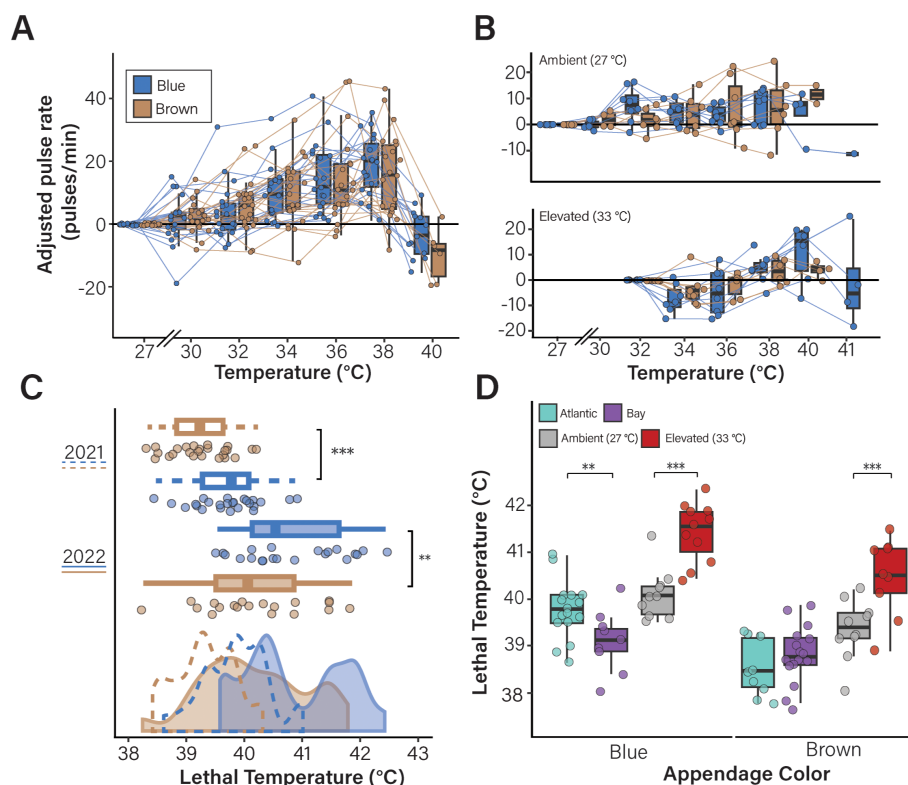 A
Blue
Brown
40
20
0
-20
Adjusted pulse rate
(pulses/min)
27 30 32 34 36 38 40
Temperature (°C)
B
Ambient (27 °C)
20
10
0
-10
Elevated (33 °C)
20
10
0
-10
-20
27 30 32 34 36 38 40 41
Temperature (°C)
C
2021
***
2022
**
38 39 40 41 42 43
Lethal Temperature (°C)
D
Atlantic Bay
Ambient (27 °C) Elevated (33 °C)
** *** ***
42
41
40
39
38
Lethal Temperature (°C)
Blue Brown
Appendage Color